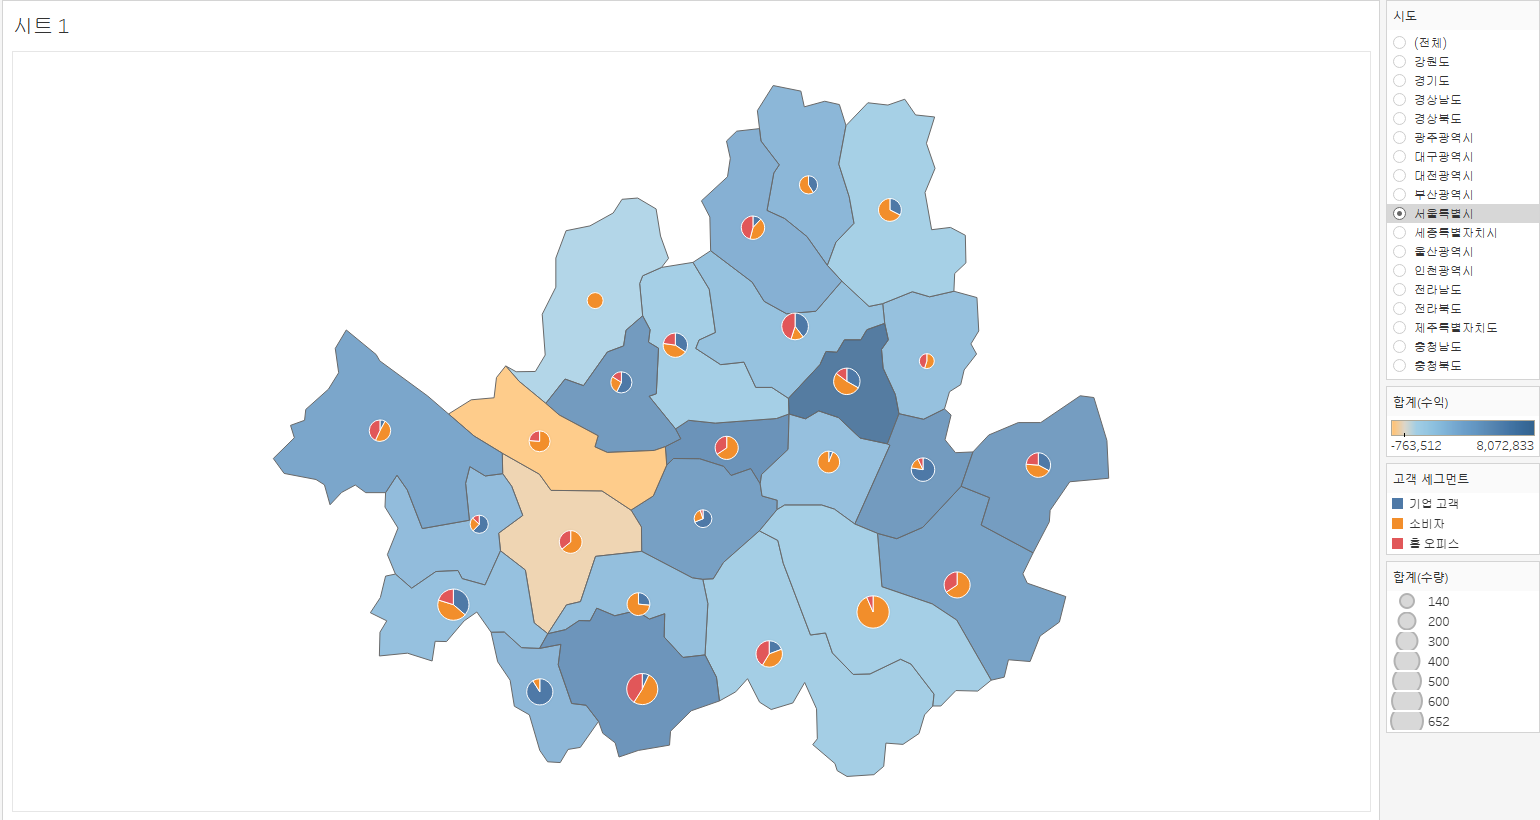 시트 1
시도
(전체)
강원도
경기도
경상남도
경상북도
광주광역시
대구광역시
대전광역시
부산광역시
서울특별시
세종특별자치시
울산광역시
인천광역시
전라남도
전라북도
제주특별자치도
충청남도
충청북도
합계(수익)
-763,512 8,072,833
고객 세그먼트
기업 고객
소비자
홈 오피스
합계(수량)
140
200
300
400
500
600
652